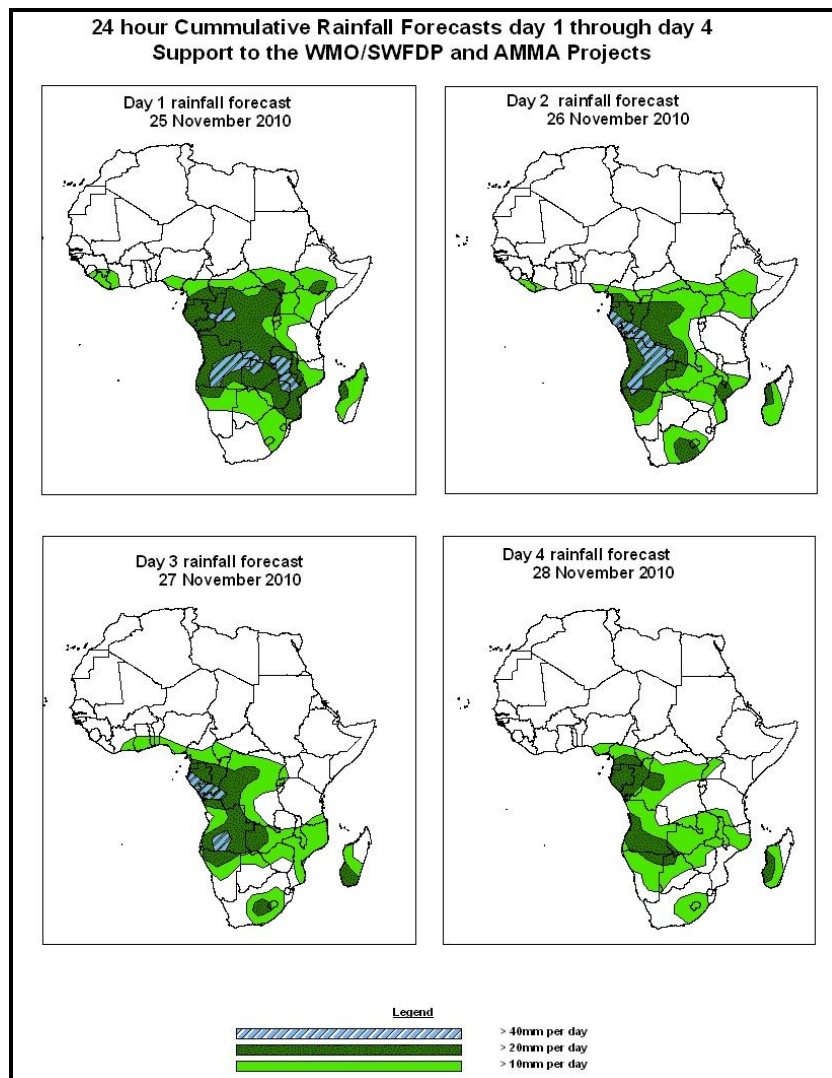 24 hour Cummulative Rainfall Forecasts day 1 through day 4
Support to the WMO/SWFDP and AMMA Projects
Day 1 rainfall forecast
25 November 2010
Day 2 rainfall forecast
26 November 2010
Day 3 rainfall forecast
27 November 2010
Day 4 rainfall forecast
28 November 2010
Legend
> 40mm per day
> 20mm per day
> 10mm per day